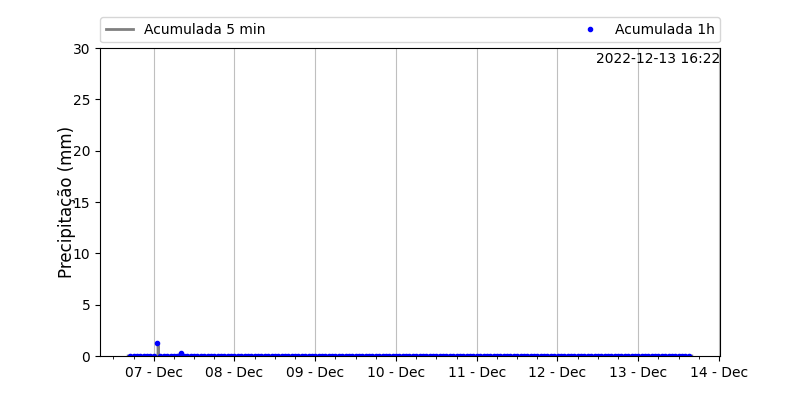 Acumulada 5 min
Acumulada 1h
2022-12-13 16:22
Precipitação (mm)
30
25
20
15
10
5
0
07 - Dec
08 - Dec
09 - Dec
10 - Dec
11 - Dec
12 - Dec
13 - Dec
14 - Dec